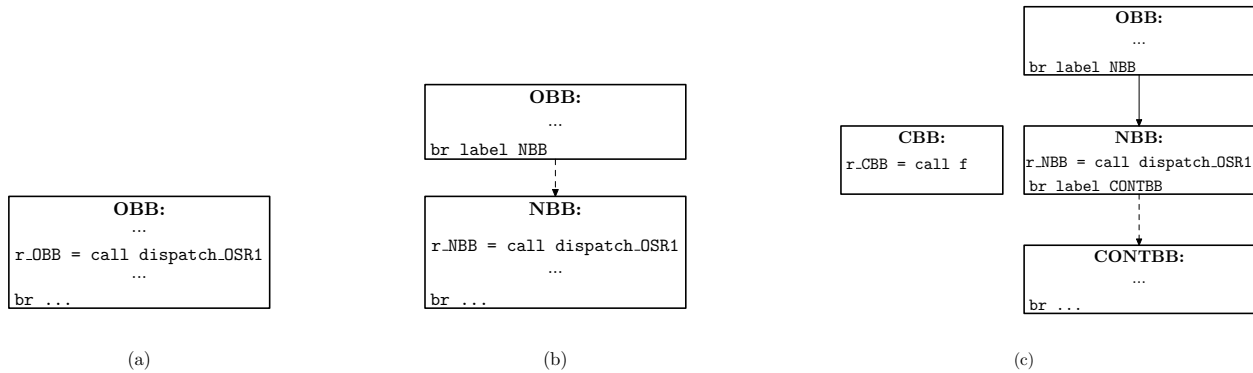 OBB:
...
r_OBB = call dispatch_OSR1
...
br ...
(a)
OBB:
...
br label NBB
NBB:
r_NBB = call dispatch_OSR1
...
br ...
(b)
OBB:
...
br label NBB
CBB:
r_CBB = call f
NBB:
r_NBB = call dispatch_OSR1
br label CONTBB
CONTBB:
...
br ...
(c)